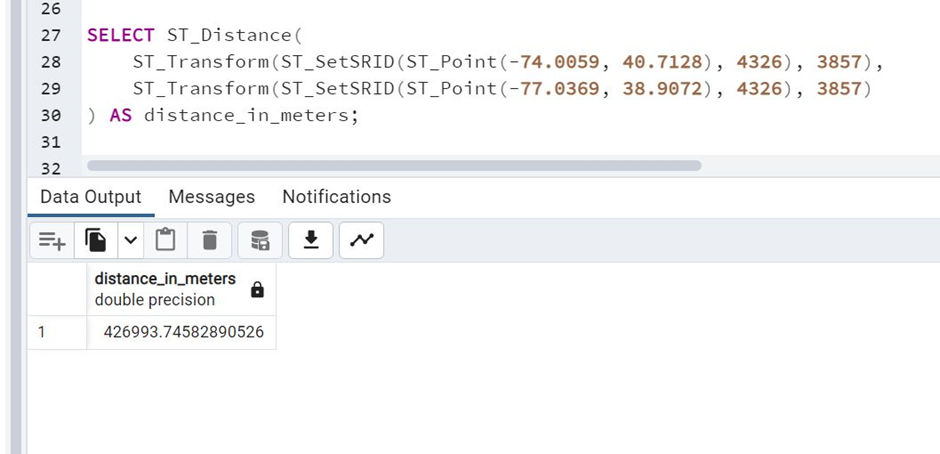 26
27 SELECT ST_Distance(
28 ST_Transform(ST_SetSRID(ST_Point(-74.0059, 40.7128), 4326), 3857),
29 ST_Transform(ST_SetSRID(ST_Point(-77.0369, 38.9072), 4326), 3857)
30 ) AS distance_in_meters;
31
32
Data Output Messages Notifications
distance_in_meters
double precision
1 426993.74582890526